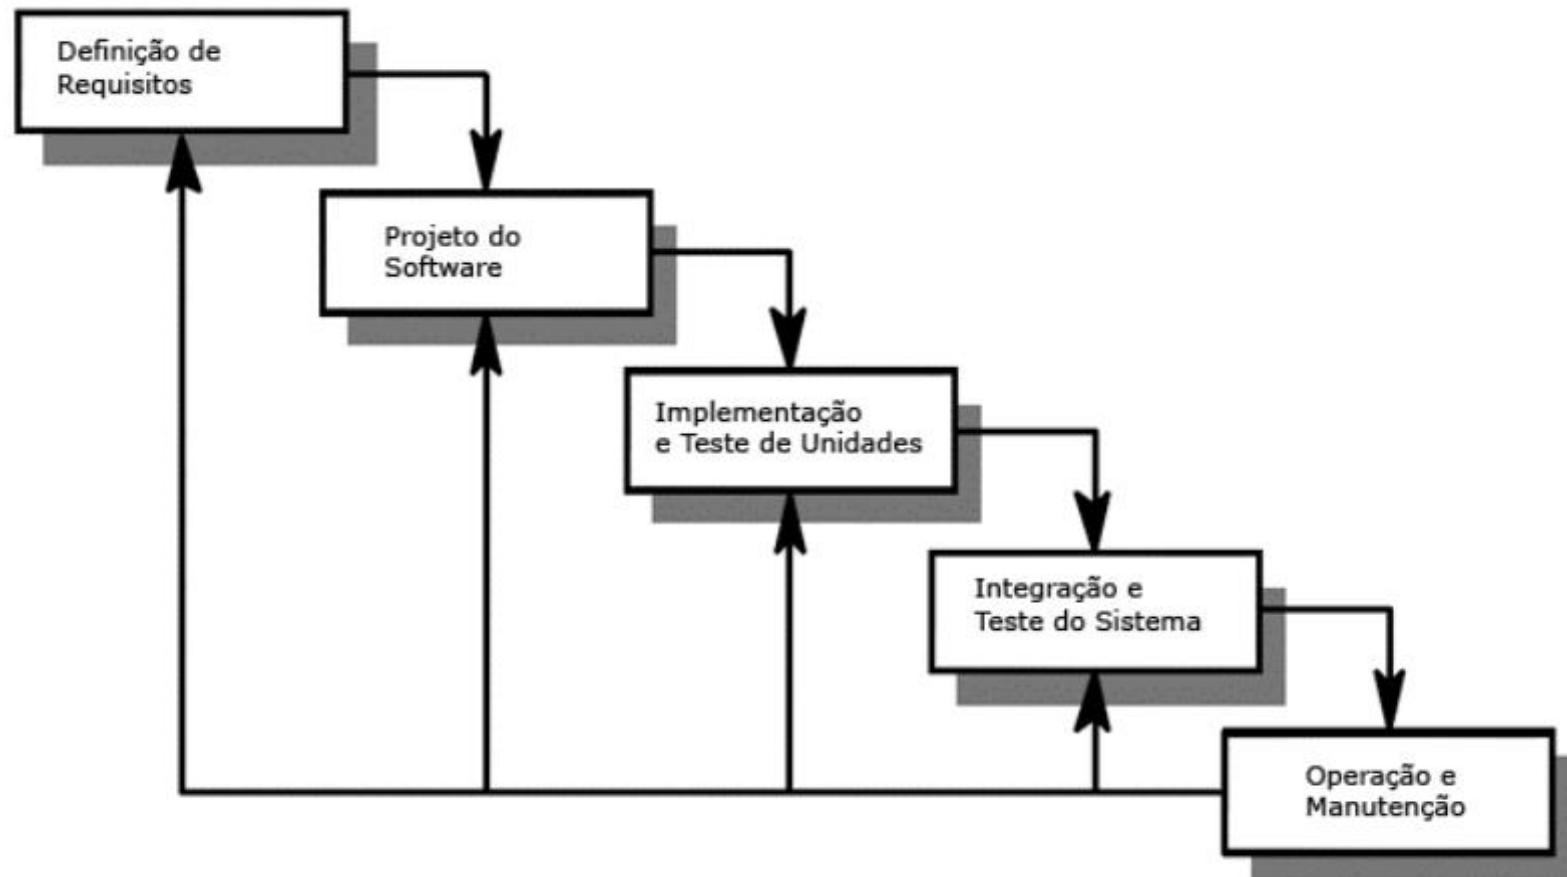 Definição de
Requisitos
Projeto do
Software
Implementação
e Teste de Unidades
Integração e
Teste do Sistema
Operação e
Manutenção